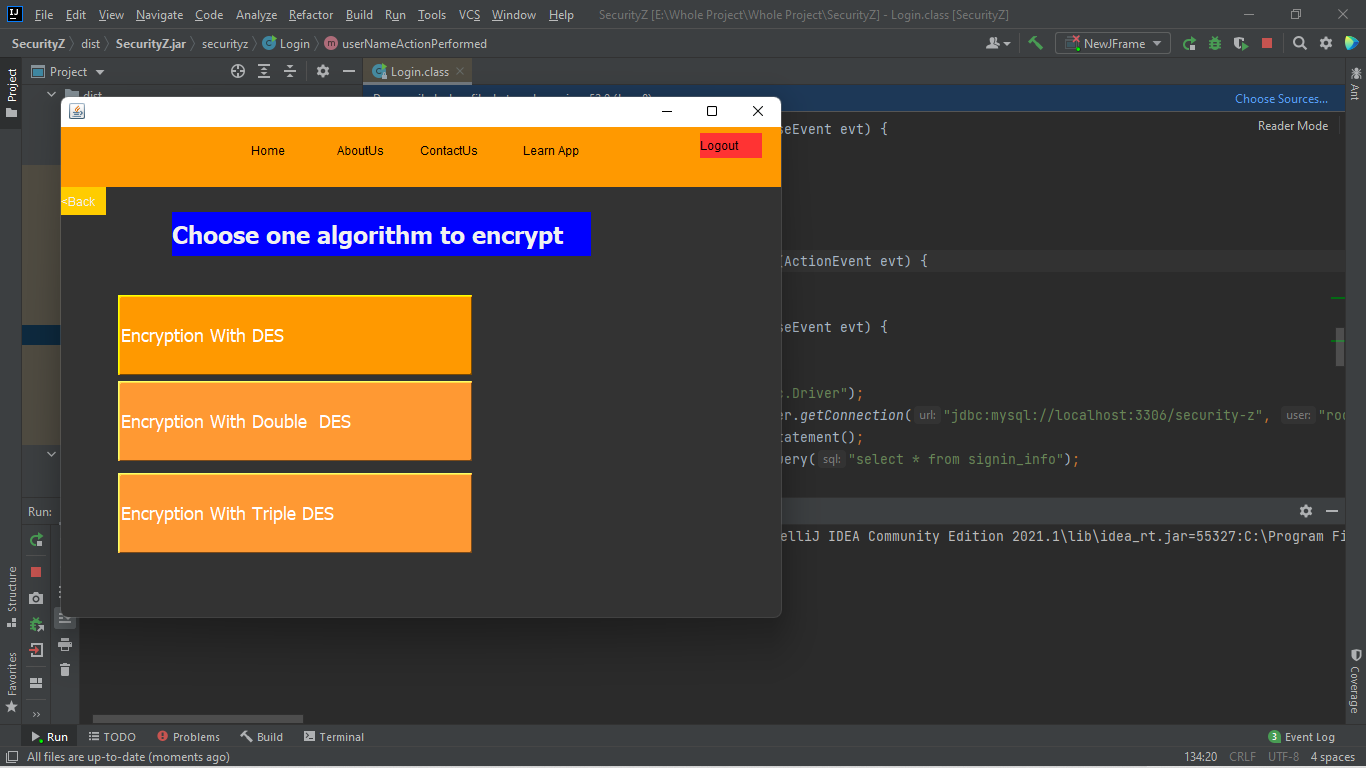 File Edit View Navigate Code Analyze Refactor Build Run Tools VCS Window Help SecurityZ [E:\Whole Project\Whole Project\SecurityZ] - Login.class [SecurityZ]
SecurityZ dist SecurityZ.jar securityz Login userNameActionPerformed NewJFrame
Project Project Login.class Ant
dist
Choose Sources...
Reader Mode
Home AboutUs ContactUs Learn App Logout
<Back
Choose one algorithm to encrypt
Encryption With DES
Encryption With Double DES
Encryption With Triple DES
eEvent evt) {
ActionEvent evt) {
eEvent evt) {
.Driver");
er.getConnection( url: "jdbc:mysql://localhost:3306/security-z", user: "roo
tatement();
ery( sql: "select * from signin_info");
Run:
elliJ IDEA Community Edition 2021.1\lib\idea_rt.jar=55327:C:\Program Fi
Structure
Favorites
Coverage
Run TODO Problems Build Terminal 3 Event Log
All files are up-to-date (moments ago) 134:20 CRLF UTF-8 4 spaces